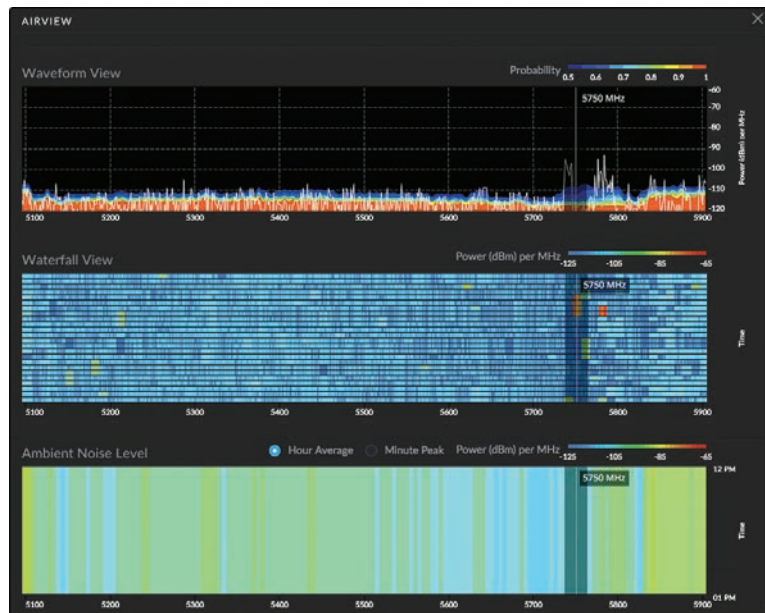 AIRVIEW
Waveform View
Probability
0.5 0.6 0.7 0.8 0.9 1
5750 MHz
-60
-70
-80
-90
-100
-110
-120
Power (dBm) per MHz
5100 5200 5300 5400 5500 5600 5700 5800 5900
Waterfall View
Power (dBm) per MHz
-125 -105 -85 -65
5750 MHz
Time
5100 5200 5300 5400 5500 5600 5700 5800 5900
Ambient Noise Level
Hour Average Minute Peak Power (dBm) per MHz
-125 -105 -85 -65
5750 MHz
12 PM
Time
01 PM
5100 5200 5300 5400 5500 5600 5700 5800 5900